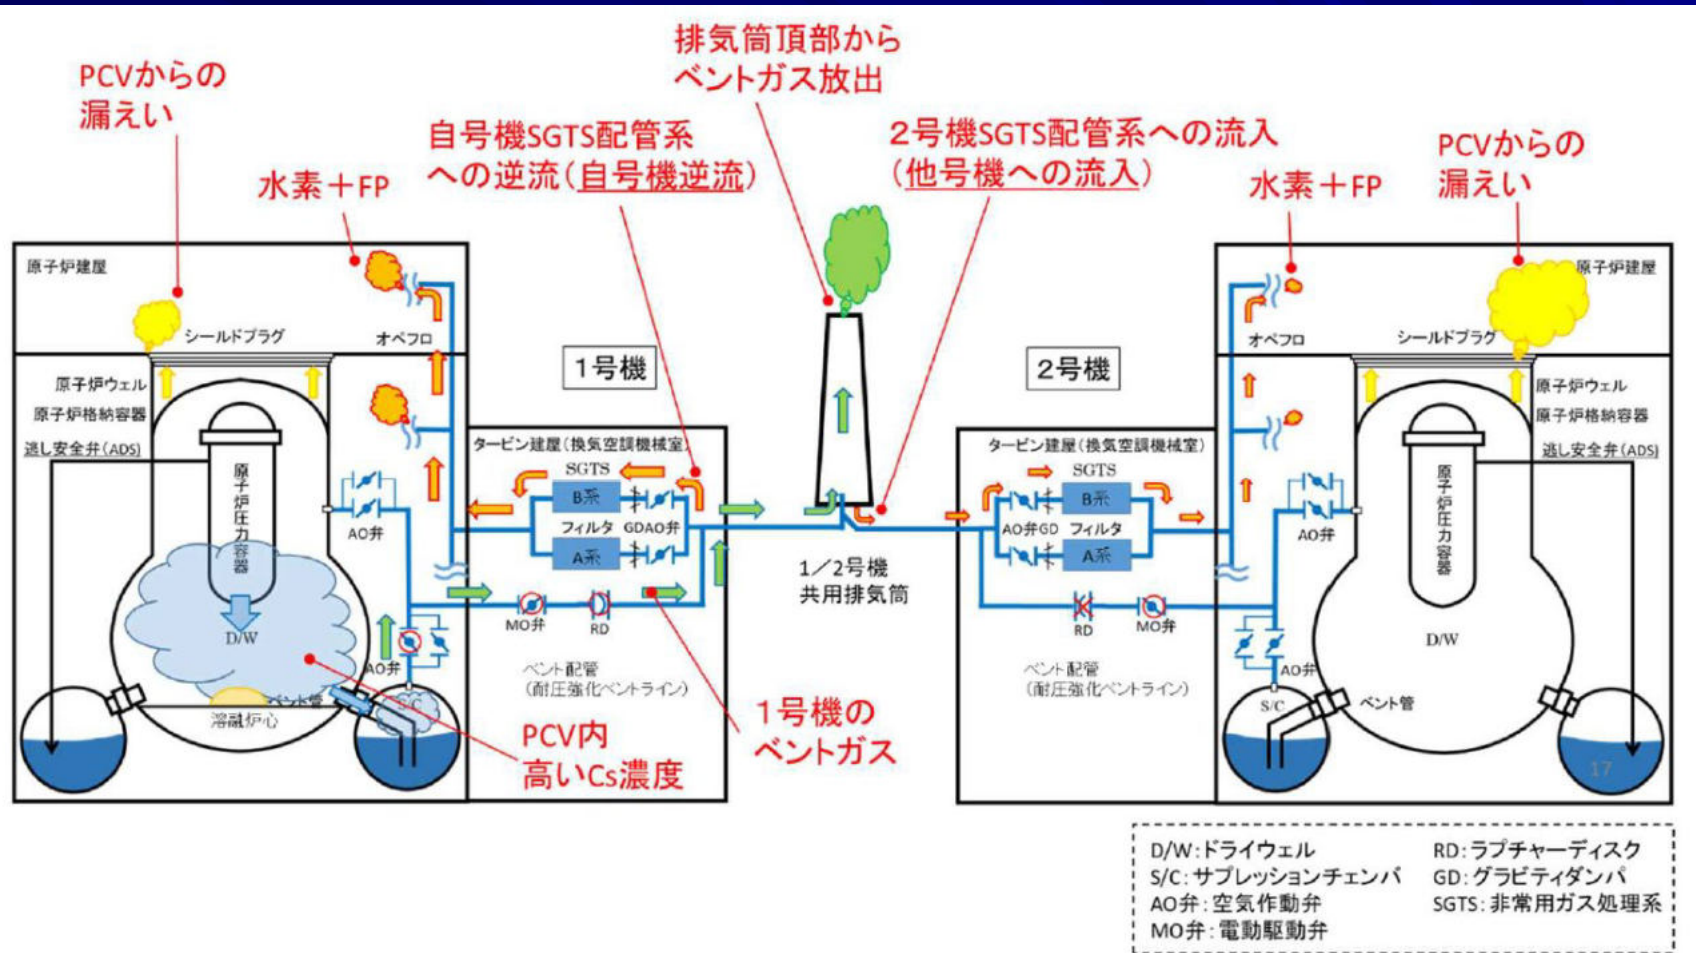 排気筒頂部から
ベントガス放出
PCVからの
漏えい
自号機SGTS配管系
への逆流(自号機逆流)
2号機SGTS配管系への流入
(他号機への流入)
PCVからの
漏えい
水素+FP
水素+FP
原子炉建屋
シールドプラグ
オペフロ
原子炉ウェル
原子炉格納容器
逃し安全弁(ADS)
原子炉圧力容器
AO弁
D/W
AO弁
ベント管
S/C
溶融炉心
PCV内
高いCs濃度
1号機
タービン建屋(換気空調機械室)
SGTS
B系
フィルタ
GDAO弁
A系
MO弁
RD
ベント配管
(耐圧強化ベントライン)
1号機の
ベントガス
1/2号機
共用排気筒
2号機
タービン建屋(換気空調機械室)
SGTS
B系
AO弁GD
フィルタ
A系
RD
MO弁
ベント配管
(耐圧強化ベントライン)
原子炉建屋
オペフロ
シールドプラグ
原子炉ウェル
原子炉格納容器
逃し安全弁(ADS)
原子炉圧力容器
AO弁
D/W
AO弁
S/C
ベント管
17
D/W:ドライウェル
RD:ラプチャーディスク
S/C:サプレッションチェンバ
GD:グラビティダンパ
AO弁:空気作動弁
SGTS:非常用ガス処理系
MO弁:電動駆動弁